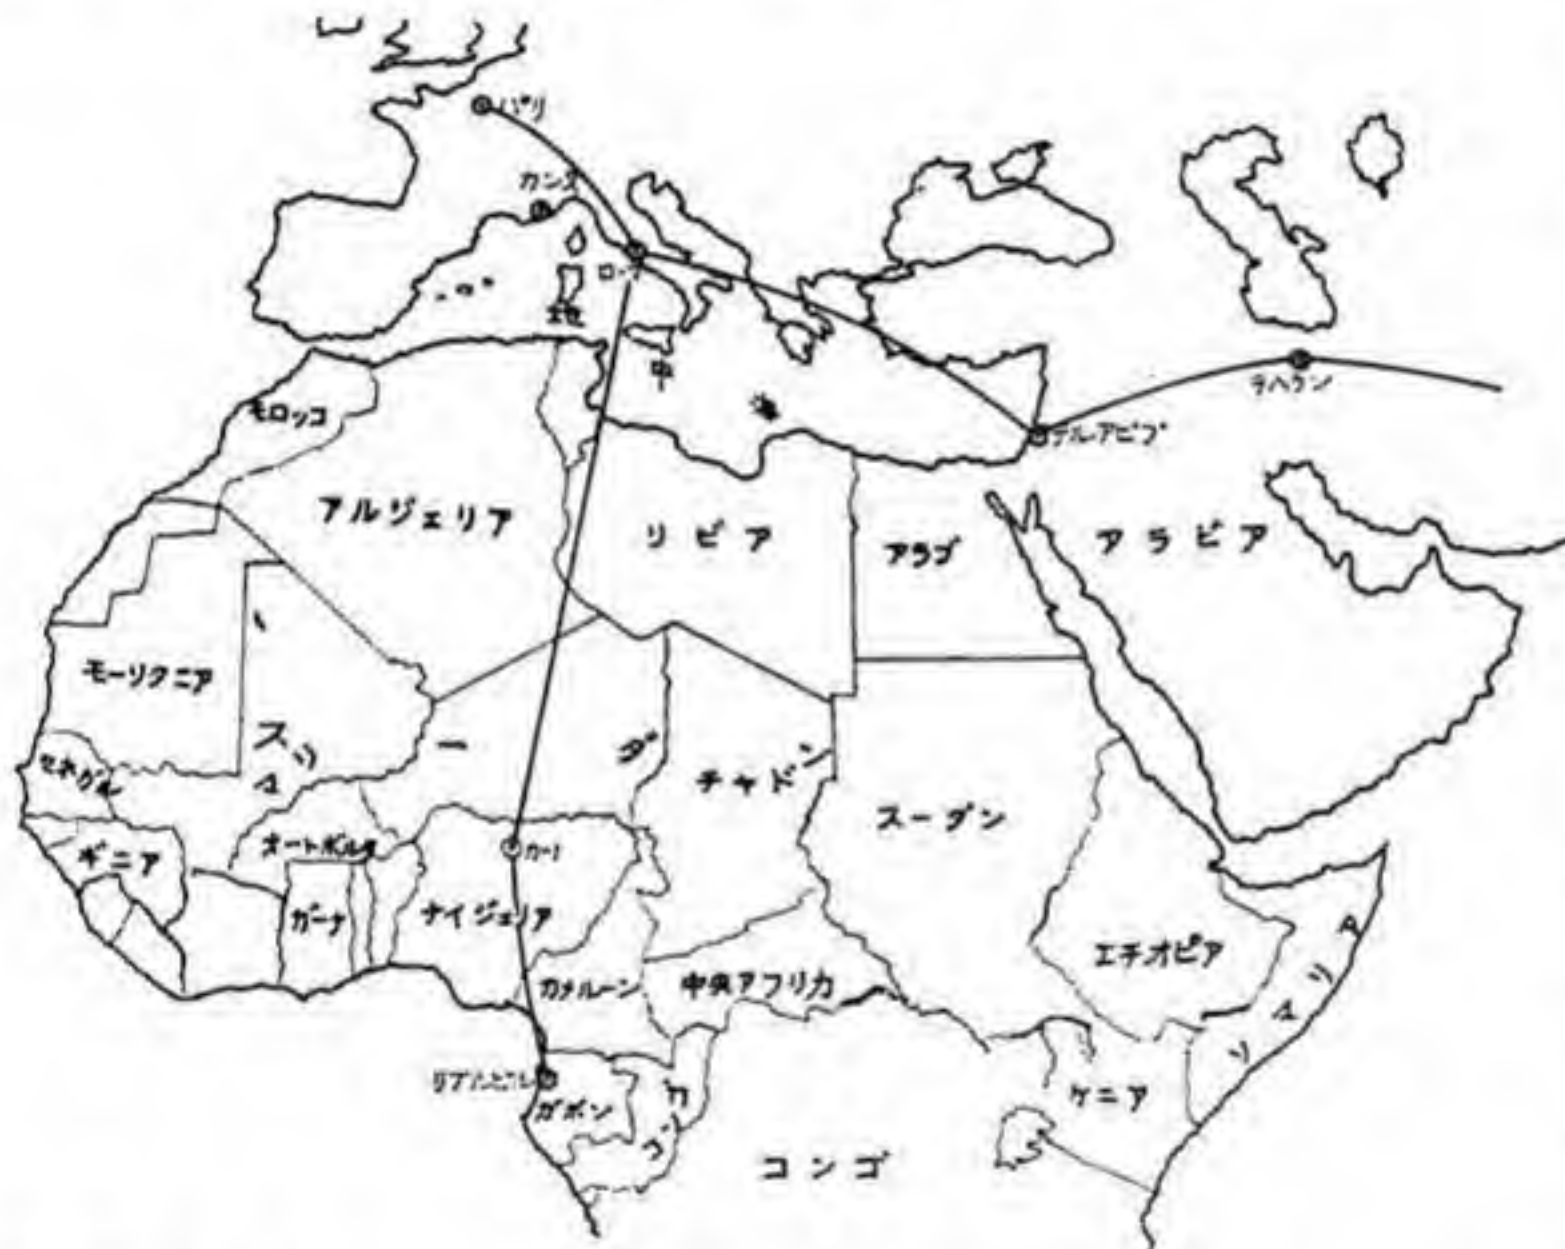 パリ
カンヌ
ローマ
地
中
海
テヘラン
テルアビブ
モロッコ
アルジェリア
リビア
アラブ
アラビア
モーリタニア
スーダン
チャド
スーダン
セネガル
オートボルタ
カノ
ギニア
ガーナ
ナイジェリア
エチオピア
ソマリア
カメルーン
中央アフリカ
リブルビル
ガボン
ケニア
コンゴ